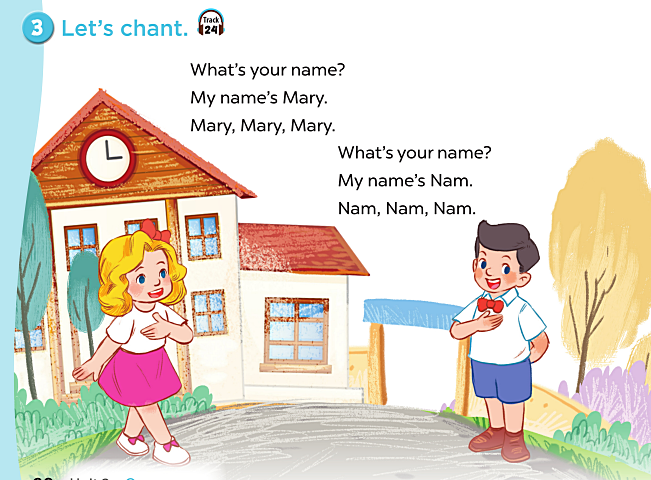 3 Let's chant. Track 24
What's your name?
My name's Mary.
Mary, Mary, Mary.
What's your name?
My name's Nam.
Nam, Nam, Nam.